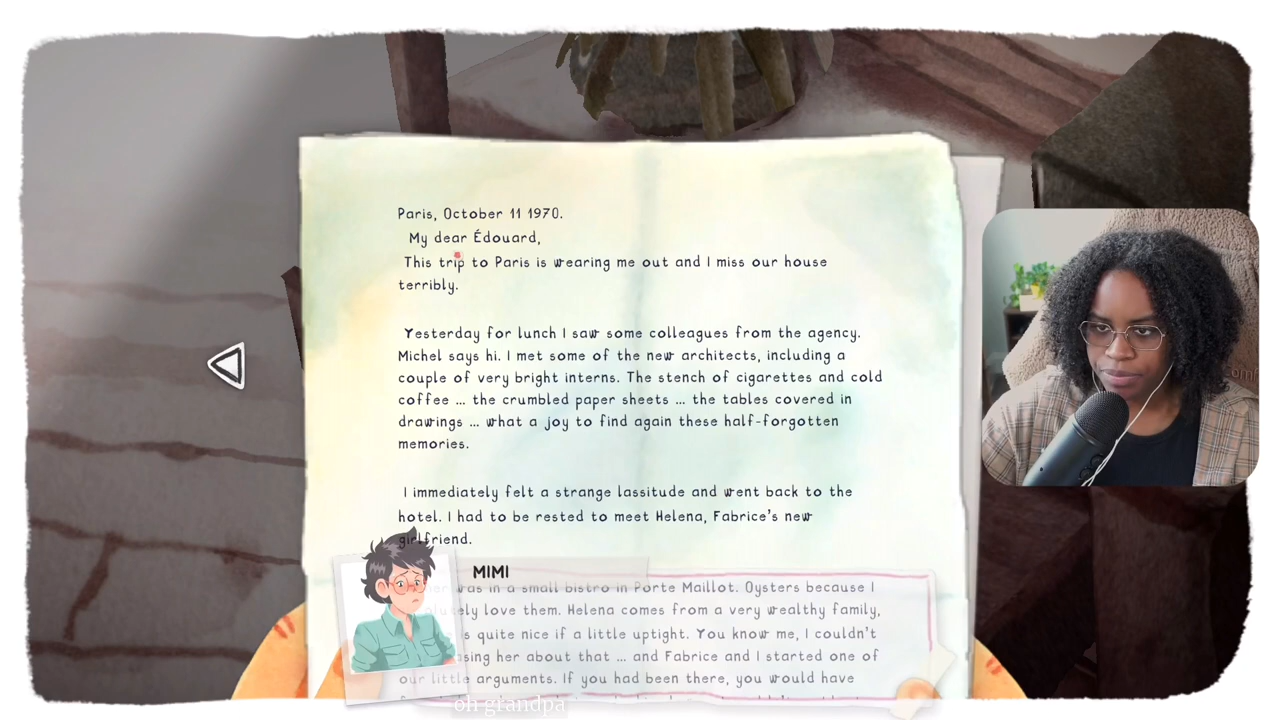 Paris, October 11 1970.
My dear Édouard,
This trip to Paris is wearing me out and I miss our house
terribly.
Yesterday for lunch I saw some colleagues from the agency.
Michel says hi. I met some of the new architects, including a
couple of very bright interns. The stench of cigarettes and cold
coffee ... the crumbled paper sheets ... the tables covered in
drawings ... what a joy to find again these half-forgotten
memories.
I immediately felt a strange lassitude and went back to the
hotel. I had to be rested to meet Helena, Fabrice's new
girlfriend.
MIMI
was in a small bistro in Porte Maillot. Oysters because I
love them. Helena comes from a very wealthy family,
quite nice if a little uptight. You know me, I couldn't
her about that ... and Fabrice and I started one of
our little arguments. If you had been there, you would have
oh grandpa